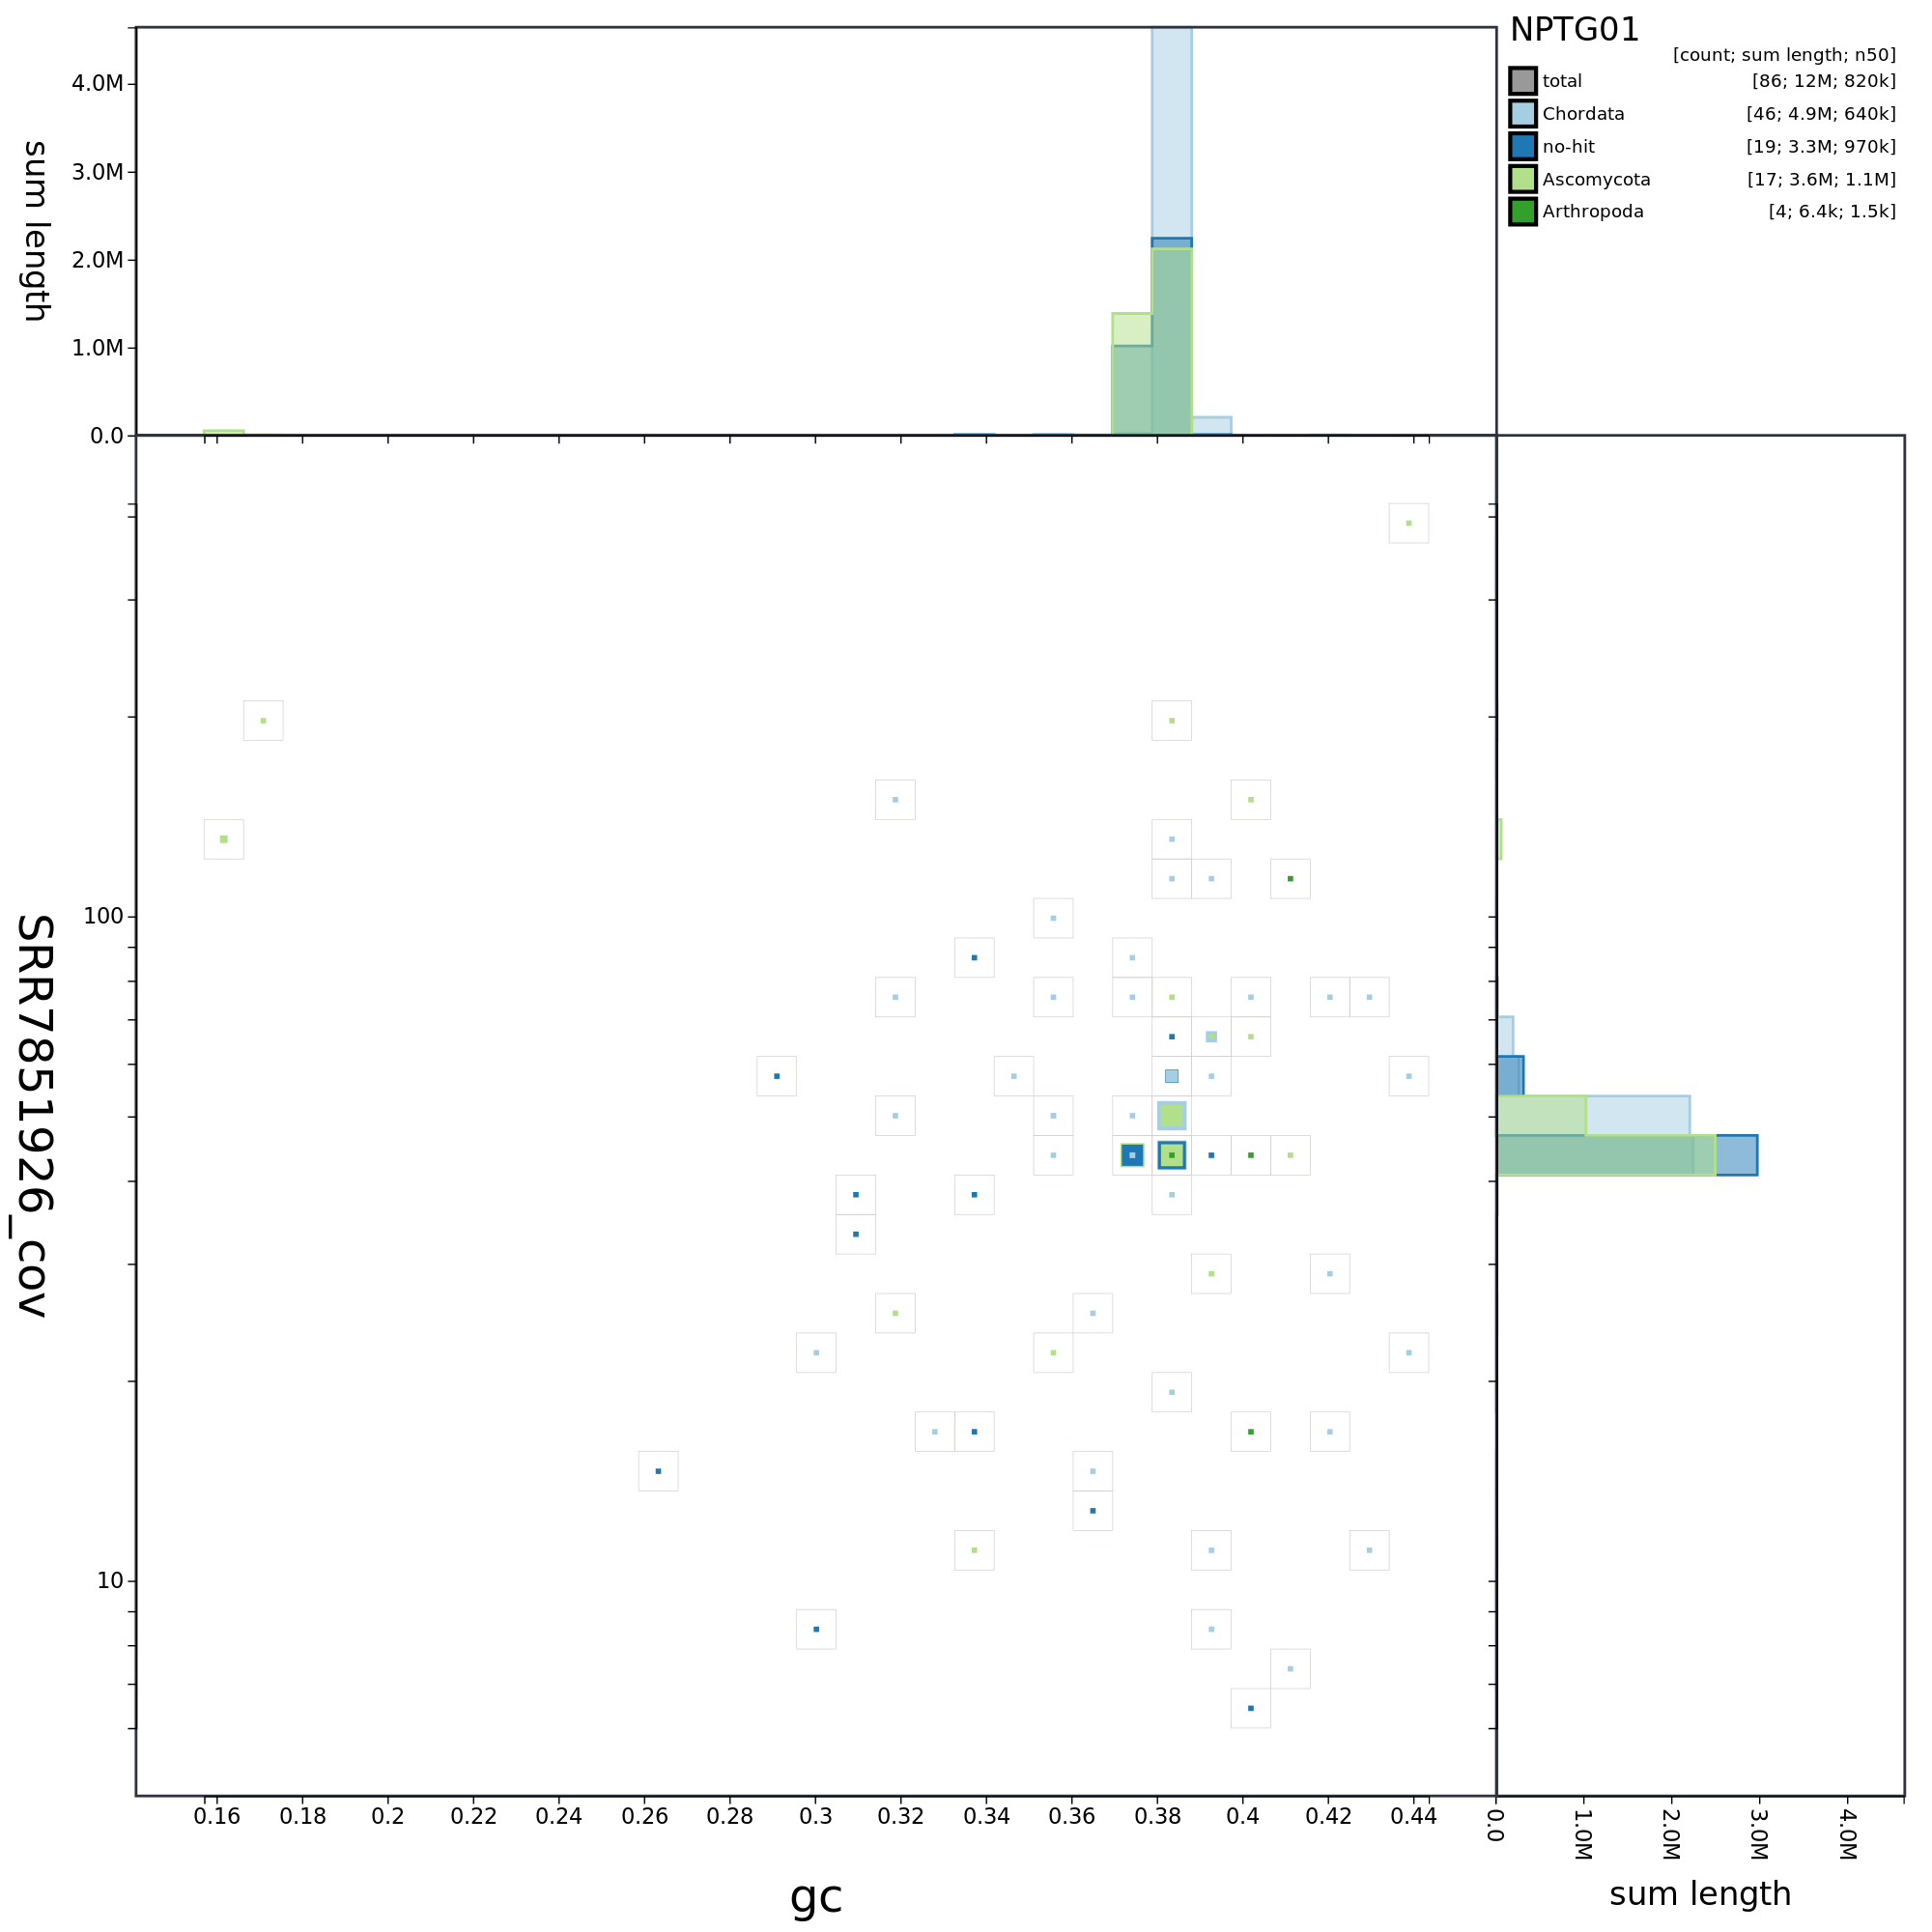 NPTG01
[count; sum length; n50]
total [86; 12M; 820k]
Chordata [46; 4.9M; 640k]
no-hit [19; 3.3M; 970k]
Ascomycota [17; 3.6M; 1.1M]
Arthropoda [4; 6.4k; 1.5k]
sum length
4.0M
3.0M
2.0M
1.0M
0.0
SRR7851926_cov
100
10
0.16 0.18 0.2 0.22 0.24 0.26 0.28 0.3 0.32 0.34 0.36 0.38 0.4 0.42 0.44
gc
0.0 1.0M 2.0M 3.0M 4.0M
sum length